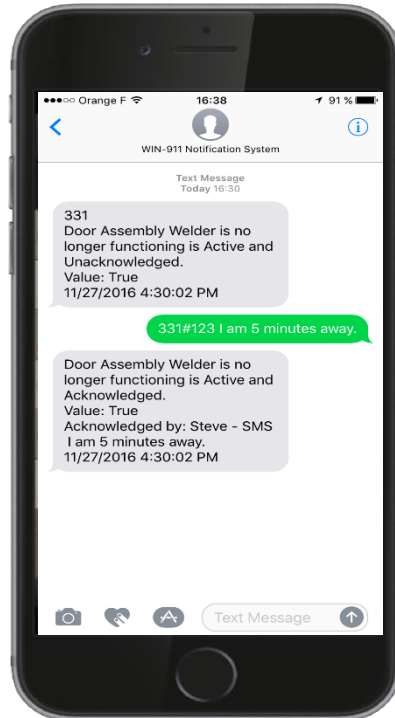 Orange F 16:38 91 %
WIN-911 Notification System
Text Message
Today 16:30
331
Door Assembly Welder is no
longer functioning is Active and
Unacknowledged.
Value: True
11/27/2016 4:30:02 PM
331#123 I am 5 minutes away.
Door Assembly Welder is no
longer functioning is Active and
Acknowledged.
Value: True
Acknowledged by: Steve - SMS
I am 5 minutes away.
11/27/2016 4:30:02 PM
Text Message